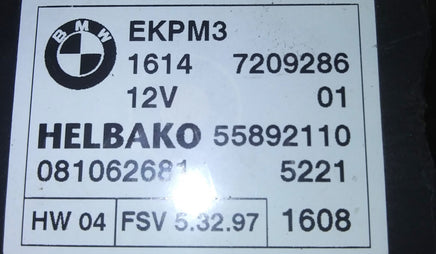 BMW
EKPM3
1614 7209286
12V 01
HELBAKO 55892110
081062681 5221
HW 04 FSV 5.32.97 1608